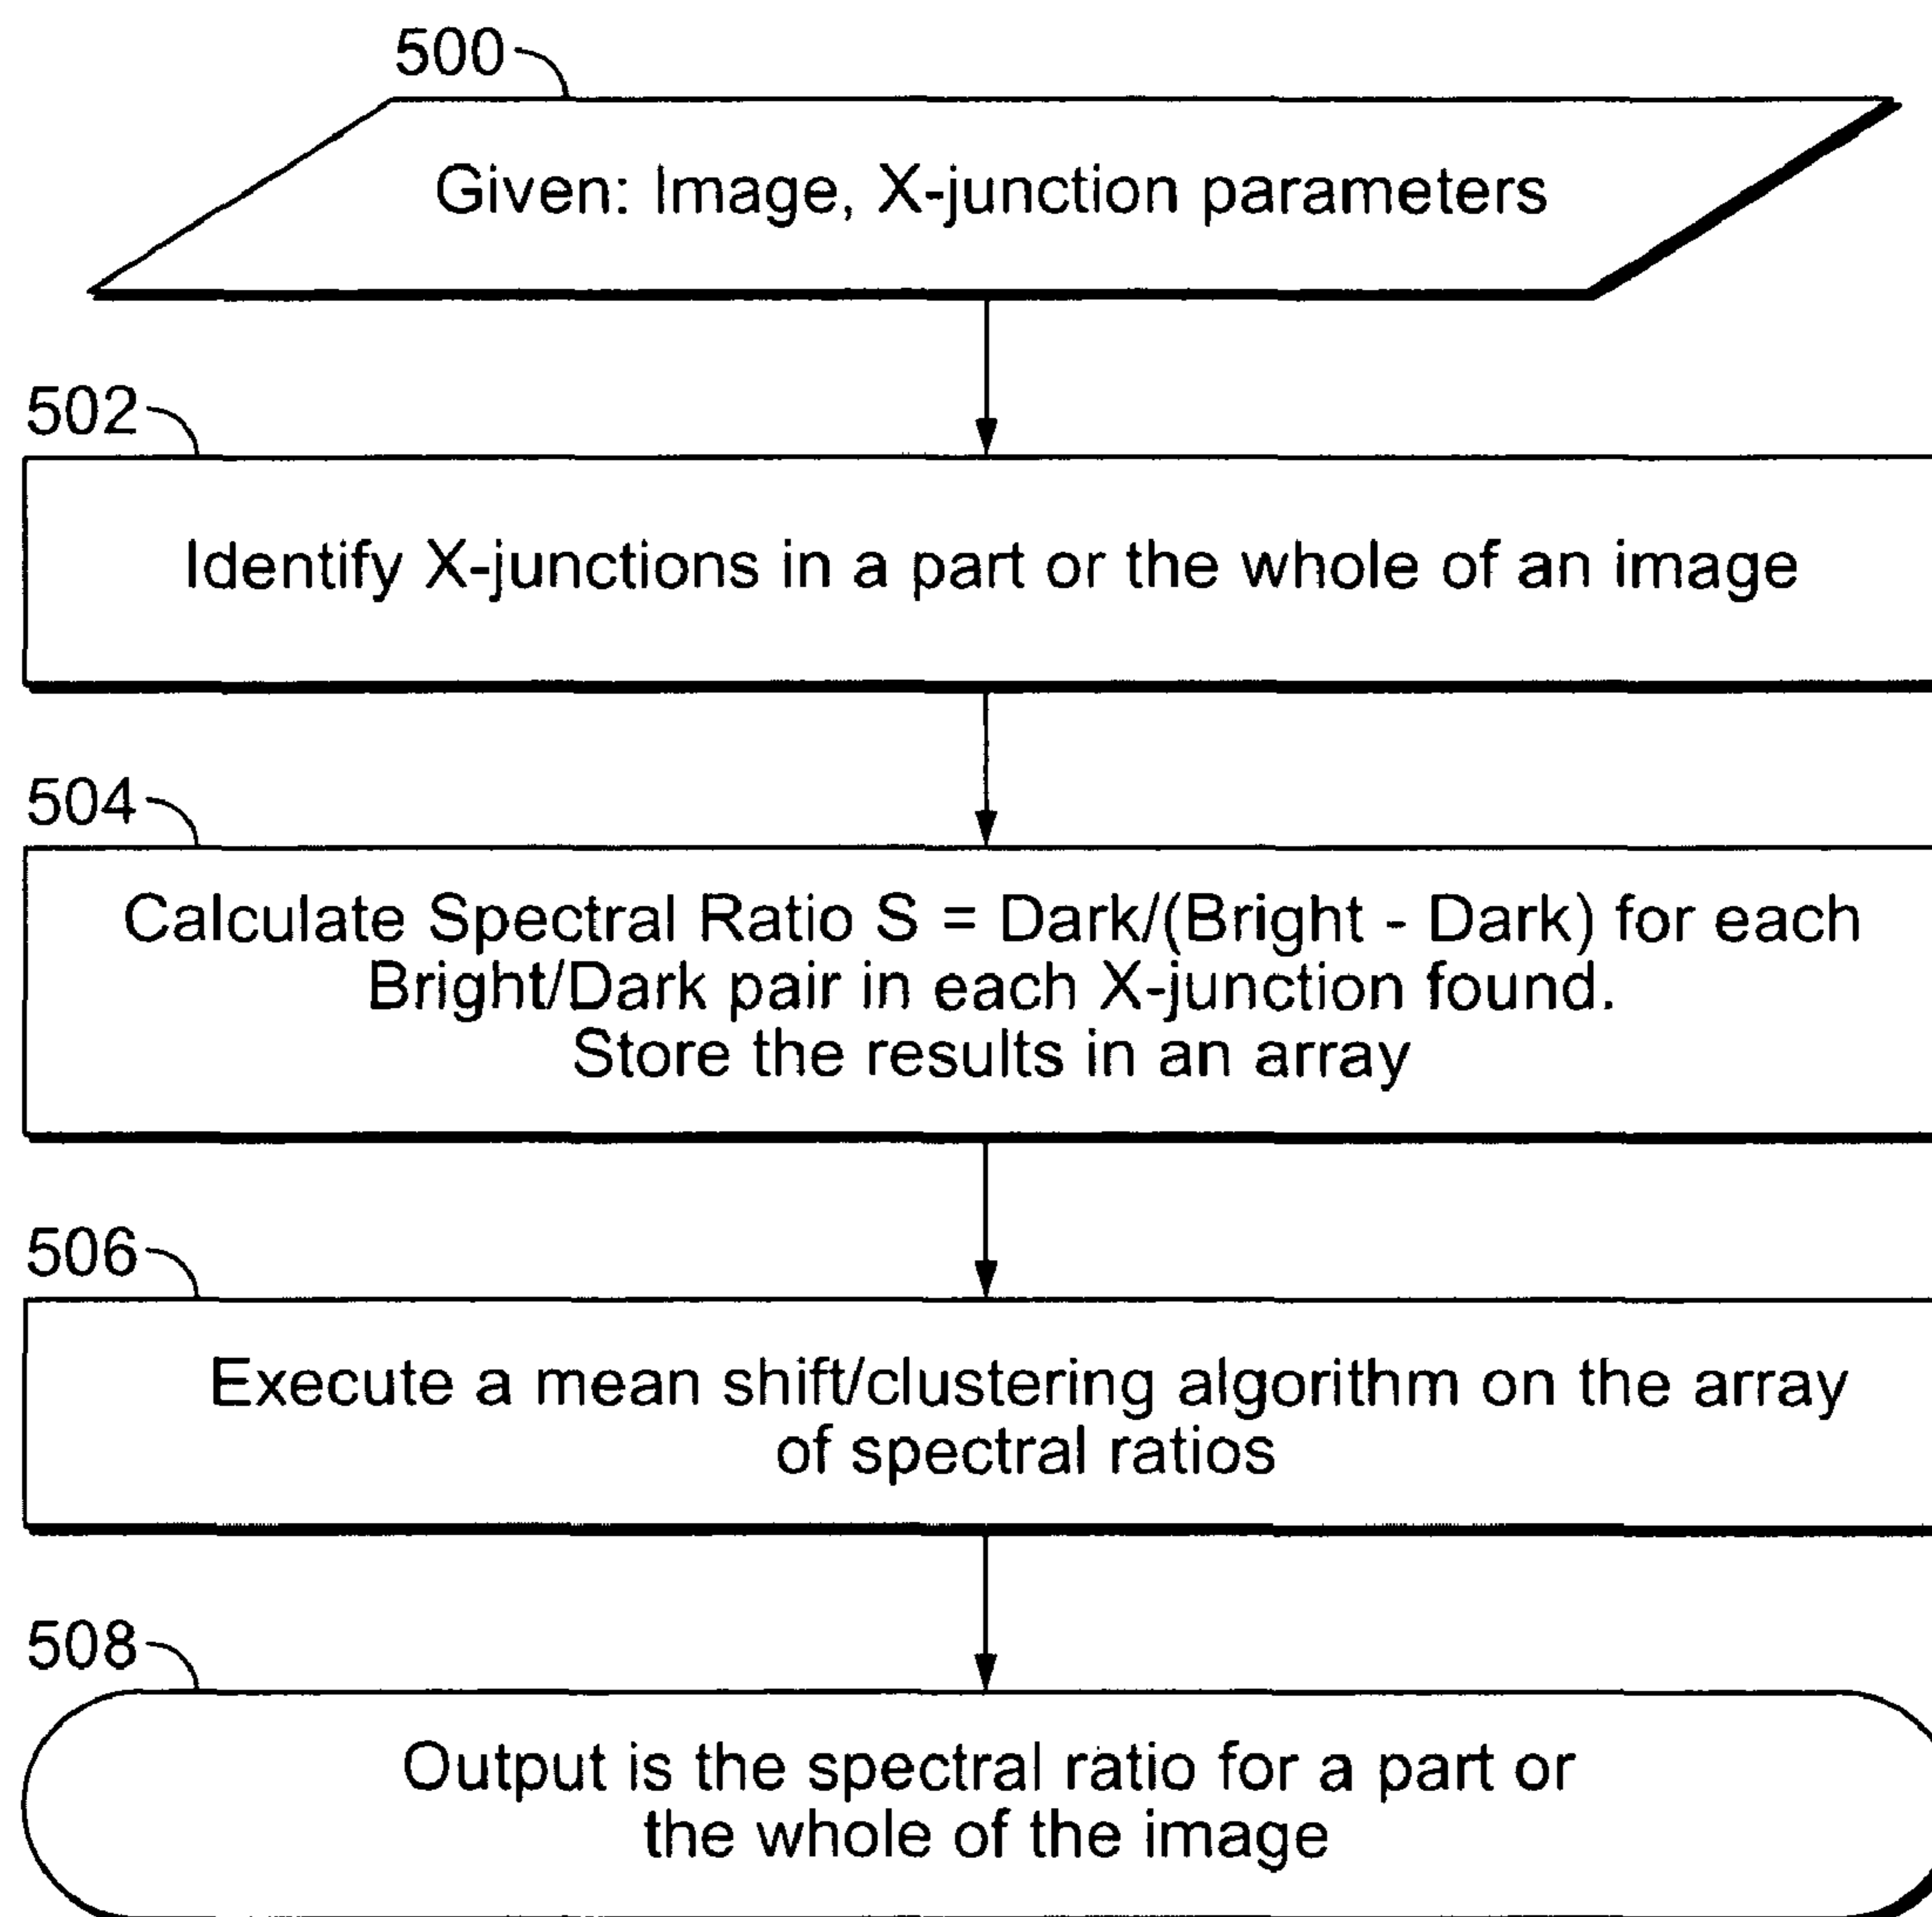 500
Given: Image, X-junction parameters
502
Identify X-junctions in a part or the whole of an image
504
Calculate Spectral Ratio S = Dark/(Bright - Dark) for each
Bright/Dark pair in each X-junction found.
Store the results in an array
506
Execute a mean shift/clustering algorithm on the array
of spectral ratios
508
Output is the spectral ratio for a part or
the whole of the image